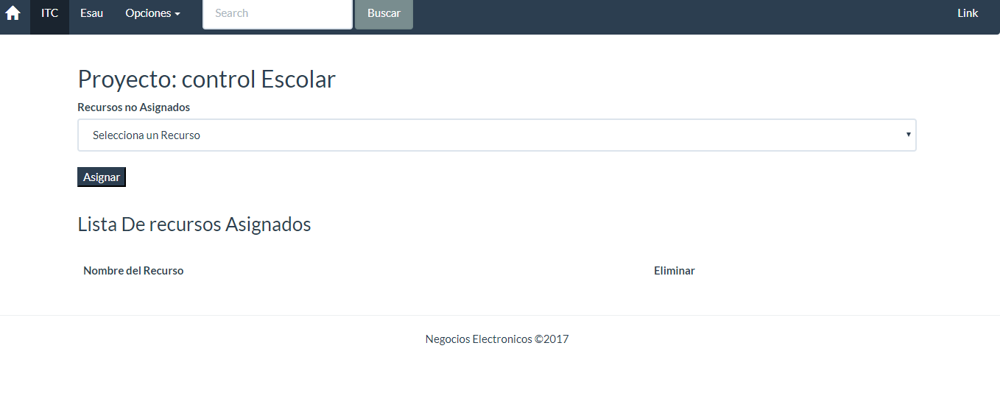 ITC Esau Opciones Search Buscar Link
Proyecto: control Escolar
Recursos no Asignados
Selecciona un Recurso
Asignar
Lista De recursos Asignados
Nombre del Recurso Eliminar
Negocios Electronicos ©2017